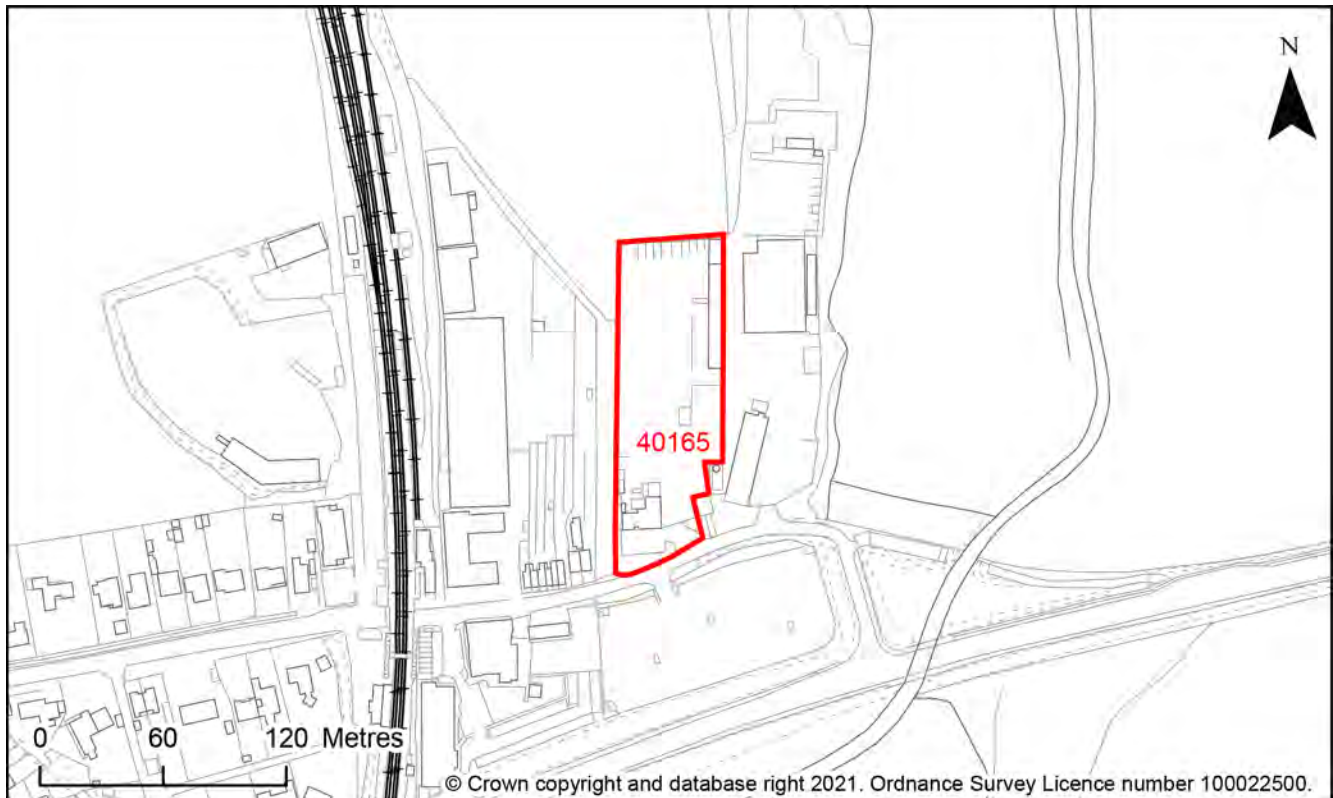 N
40165
0 60 120 Metres
© Crown copyright and database right 2021. Ordnance Survey Licence number 100022500.